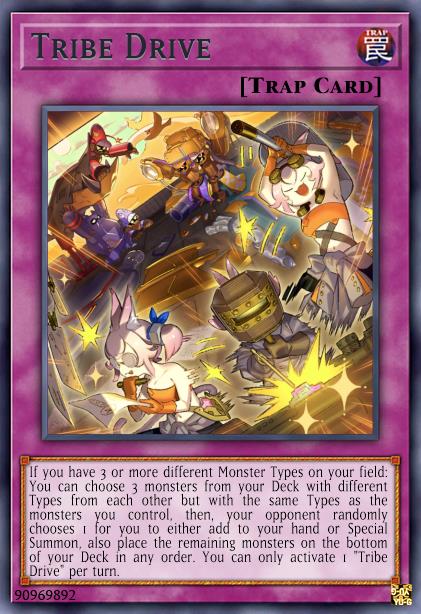 Tribe Drive
TRAP
罠
[Trap Card]
If you have 3 or more different Monster Types on your field:
You can choose 3 monsters from your Deck with different
Types from each other but with the same Types as the
monsters you control, then, your opponent randomly
chooses 1 for you to either add to your hand or Special
Summon, also place the remaining monsters on the bottom
of your Deck in any order. You can only activate 1 "Tribe
Drive" per turn.
90969892